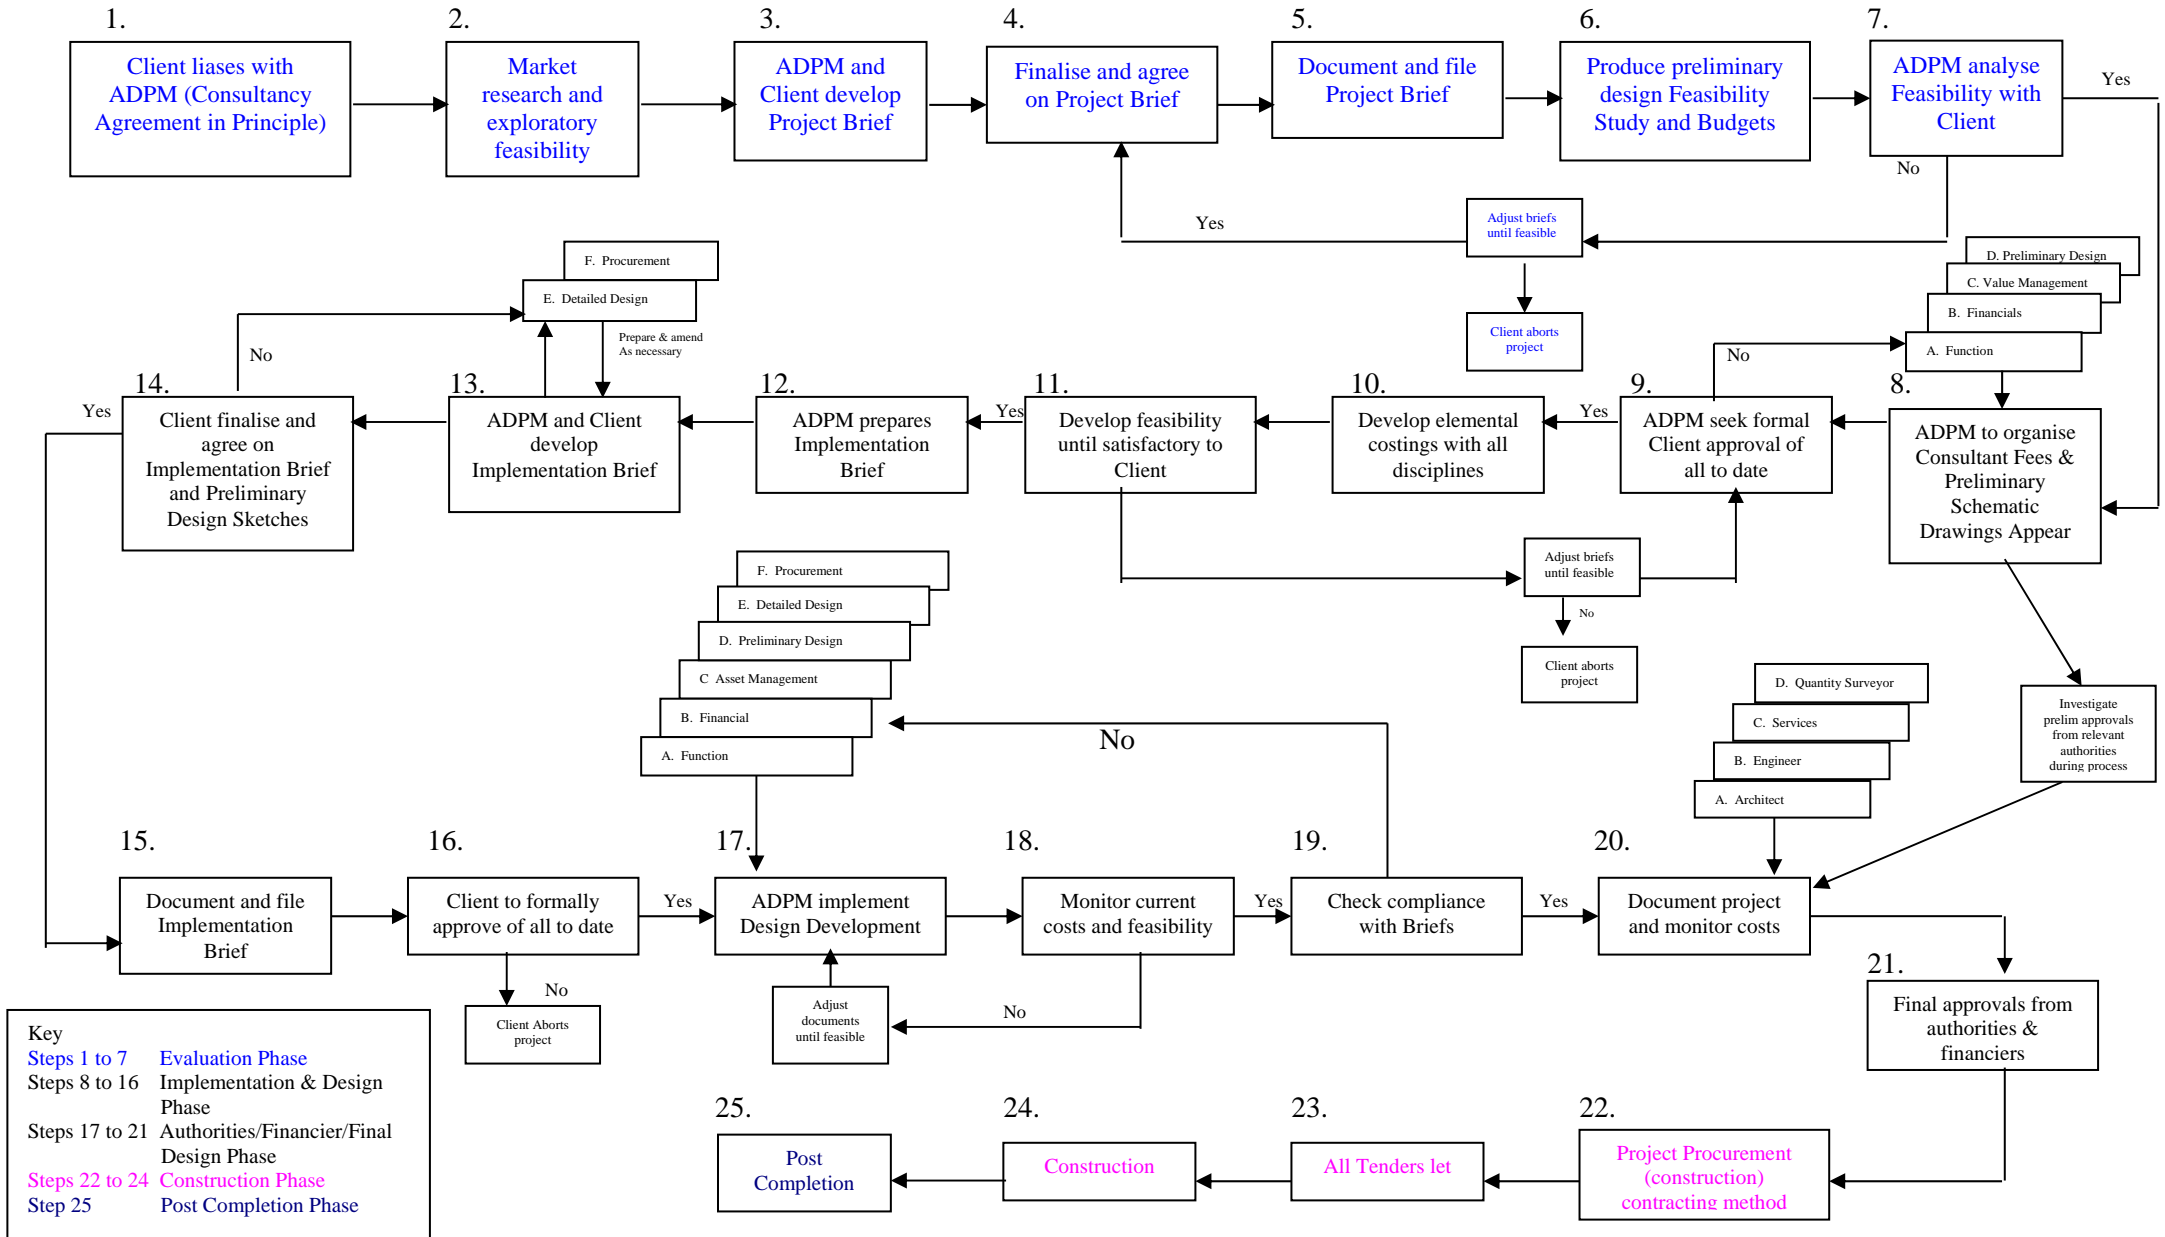 1.
Client liases with
ADPM (Consultancy
Agreement in Principle)
2.
Market
research and
exploratory
feasibility
3.
ADPM and
Client develop
Project Brief
4.
Finalise and agree
on Project Brief
5.
Document and file
Project Brief
6.
Produce preliminary
design Feasibility
Study and Budgets
7.
ADPM analyse
Feasibility with
Client
Yes
No
Adjust briefs
until feasible
Yes
Client aborts
project
D. Preliminary Design
C. Value Management
B. Financials
A. Function
8.
ADPM to organise
Consultant Fees &
Preliminary
Schematic
Drawings Appear
No
9.
ADPM seek formal
Client approval of
all to date
Yes
10.
Develop elemental
costings with all
disciplines
11.
Develop feasibility
until satisfactory to
Client
Yes
12.
ADPM prepares
Implementation
Brief
F. Procurement
E. Detailed Design
Prepare & amend
As necessary
13.
ADPM and Client
develop
Implementation Brief
No
14.
Client finalise and
agree on
Implementation Brief
and Preliminary
Design Sketches
Yes
Adjust briefs
until feasible
No
Client aborts
project
Investigate
prelim approvals
from relevant
authorities
during process
F. Procurement
E. Detailed Design
D. Preliminary Design
C Asset Management
B. Financial
A. Function
No
D. Quantity Surveyor
C. Services
B. Engineer
A. Architect
15.
Document and file
Implementation
Brief
16.
Client to formally
approve of all to date
Yes
No
Client Aborts
project
17.
ADPM implement
Design Development
Adjust
documents
until feasible
18.
Monitor current
costs and feasibility
Yes
No
19.
Check compliance
with Briefs
Yes
20.
Document project
and monitor costs
21.
Final approvals from
authorities &
financiers
22.
Project Procurement
(construction)
contracting method
23.
All Tenders let
24.
Construction
25.
Post
Completion
Key
Steps 1 to 7 Evaluation Phase
Steps 8 to 16 Implementation & Design
Phase
Steps 17 to 21 Authorities/Financier/Final
Design Phase
Steps 22 to 24 Construction Phase
Step 25 Post Completion Phase